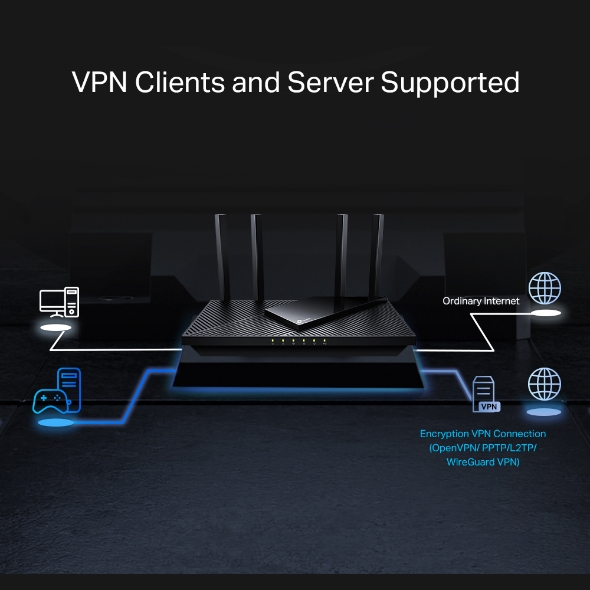 VPN Clients and Server Supported
Ordinary Internet
VPN
Encryption VPN Connection
(OpenVPN/ PPTP/L2TP/
WireGuard VPN)